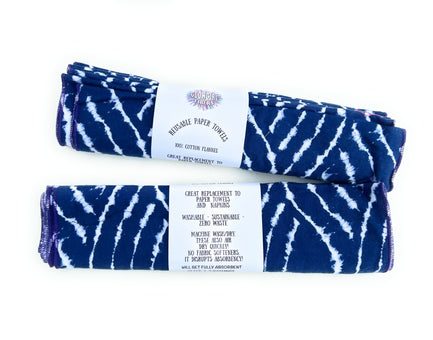 REUSABLE PAPER TOWELS
100% COTTON FLANNEL
GREAT REPLACEMENT TO
GREAT REPLACEMENT TO
PAPER TOWELS
AND NAPKINS
WASHABLE - SUSTAINABLE -
ZERO WASTE
MACHINE WASH/DRY
THESE ALSO AIR
DRY QUICKLY!
NO FABRIC SOFTENERS,
IT DISRUPTS ABSORBENCY!
WILL GET FULLY ABSORBENT